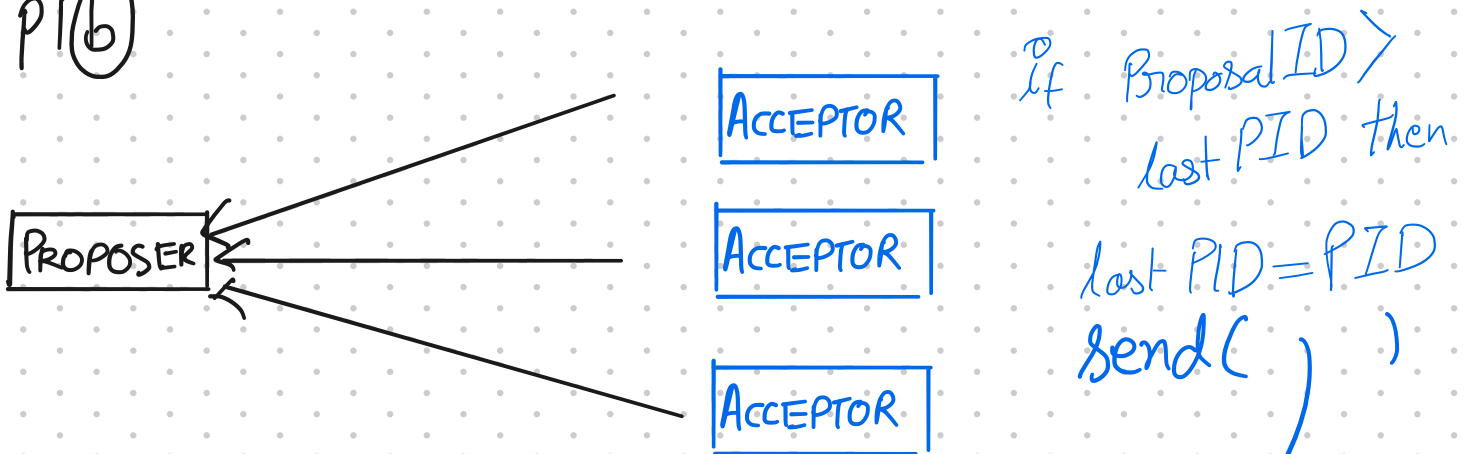 P1(b)
ACCEPTOR
if ProposalID >
last PID then
PROPOSER
ACCEPTOR
last PID = PID
send( , )
ACCEPTOR